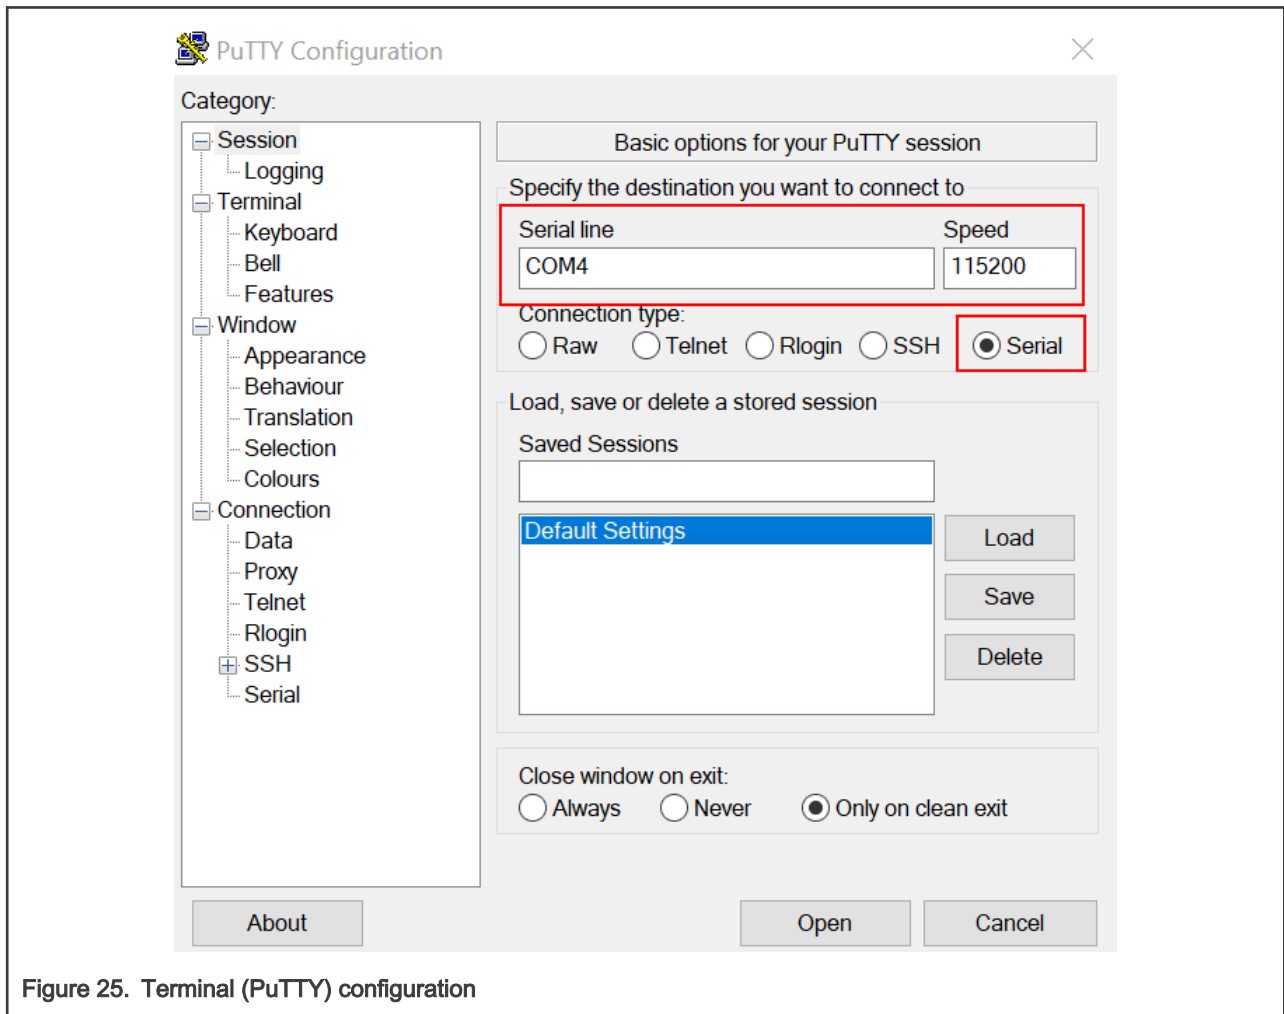 PuTTY Configuration
Category:
Session
Logging
Terminal
Keyboard
Bell
Features
Window
Appearance
Behaviour
Translation
Selection
Colours
Connection
Data
Proxy
Telnet
Rlogin
SSH
Serial
Basic options for your PuTTY session
Specify the destination you want to connect to
Serial line Speed
COM4 115200
Connection type:
Raw Telnet Rlogin SSH Serial
Load, save or delete a stored session
Saved Sessions
Default Settings
Load
Save
Delete
Close window on exit:
Always Never Only on clean exit
About Open Cancel
Figure 25. Terminal (PuTTY) configuration